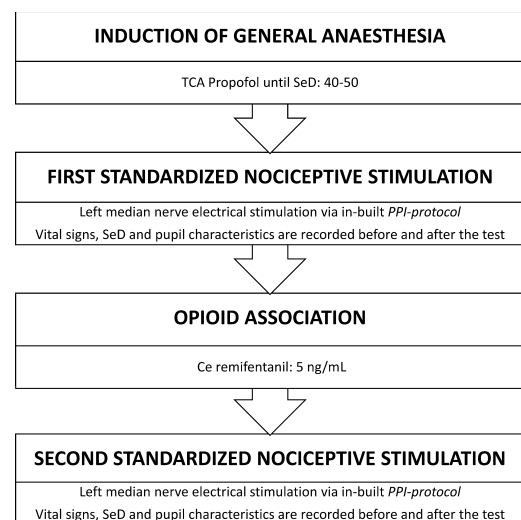 INDUCTION OF GENERAL ANAESTHESIA
TCA Propofol until SeD: 40-50
FIRST STANDARDIZED NOCICEPTIVE STIMULATION
Left median nerve electrical stimulation via in-built PPI-protocol
Vital signs, SeD and pupil characteristics are recorded before and after the test
OPIOID ASSOCIATION
Ce remifentanil: 5 ng/mL
SECOND STANDARDIZED NOCICEPTIVE STIMULATION
Left median nerve electrical stimulation via in-built PPI-protocol
Vital signs, SeD and pupil characteristics are recorded before and after the test